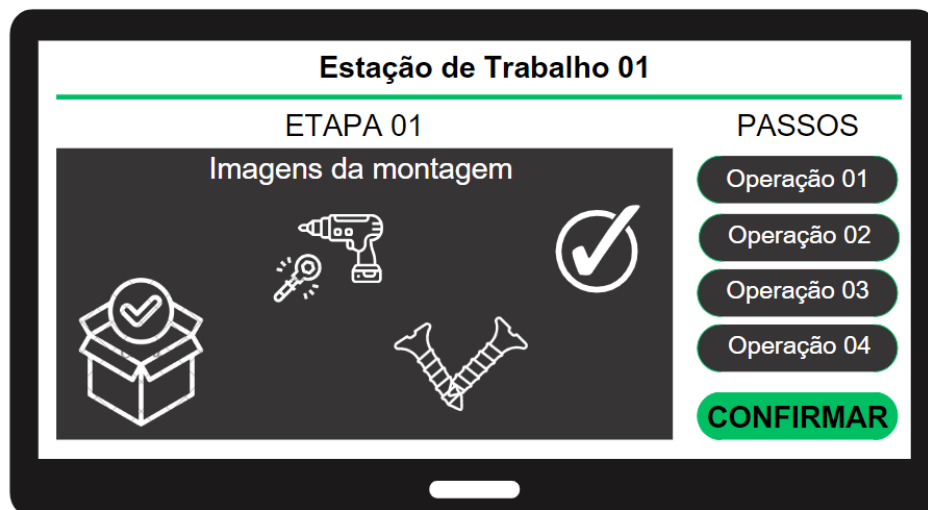 Estação de Trabalho 01
ETAPA 01
Imagens da montagem
PASSOS
Operação 01
Operação 02
Operação 03
Operação 04
CONFIRMAR